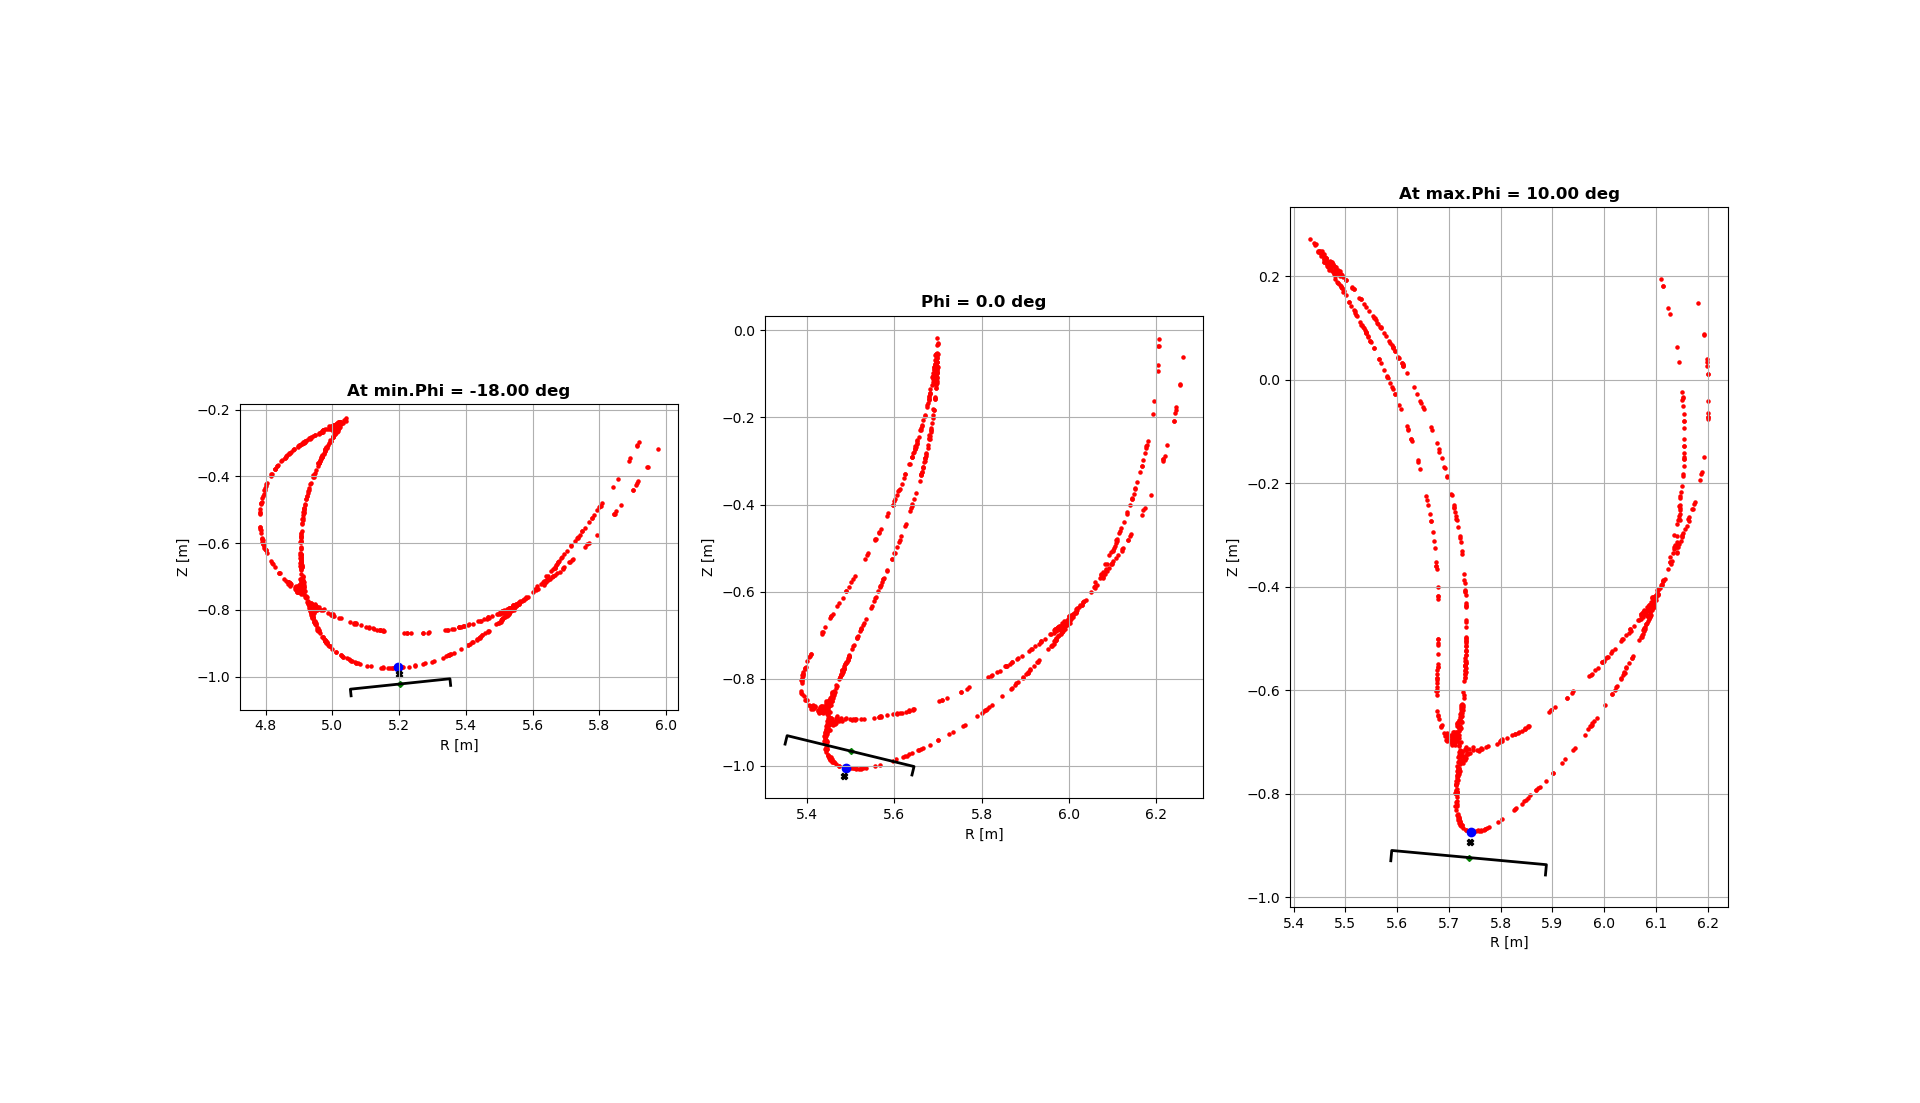 At min.Phi = -18.00 deg
Z [m]
−0.2
−0.4
−0.6
−0.8
−1.0
4.8 5.0 5.2 5.4 5.6 5.8 6.0
R [m]
Phi = 0.0 deg
Z [m]
0.0
−0.2
−0.4
−0.6
−0.8
−1.0
5.4 5.6 5.8 6.0 6.2
R [m]
At max.Phi = 10.00 deg
Z [m]
0.2
0.0
−0.2
−0.4
−0.6
−0.8
−1.0
5.4 5.5 5.6 5.7 5.8 5.9 6.0 6.1 6.2
R [m]